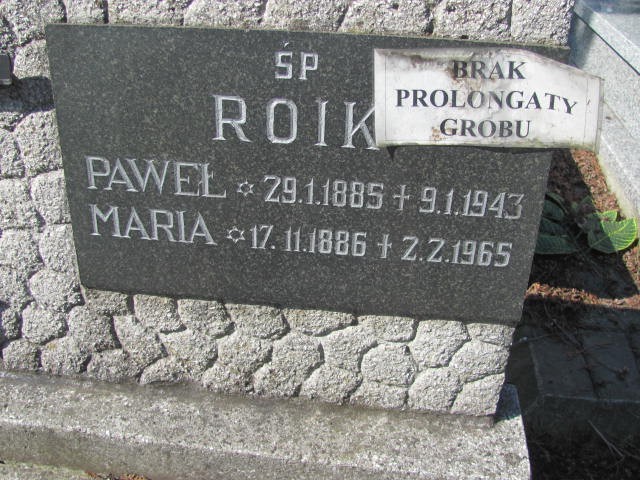 ŚP
ROIK
PAWEŁ ✡ 29.1.1885 ✝ 9.1.1943
MARIA ✡ 17.11.1886 ✝ 2.2.1965
BRAK
PROLONGATY
GROBU